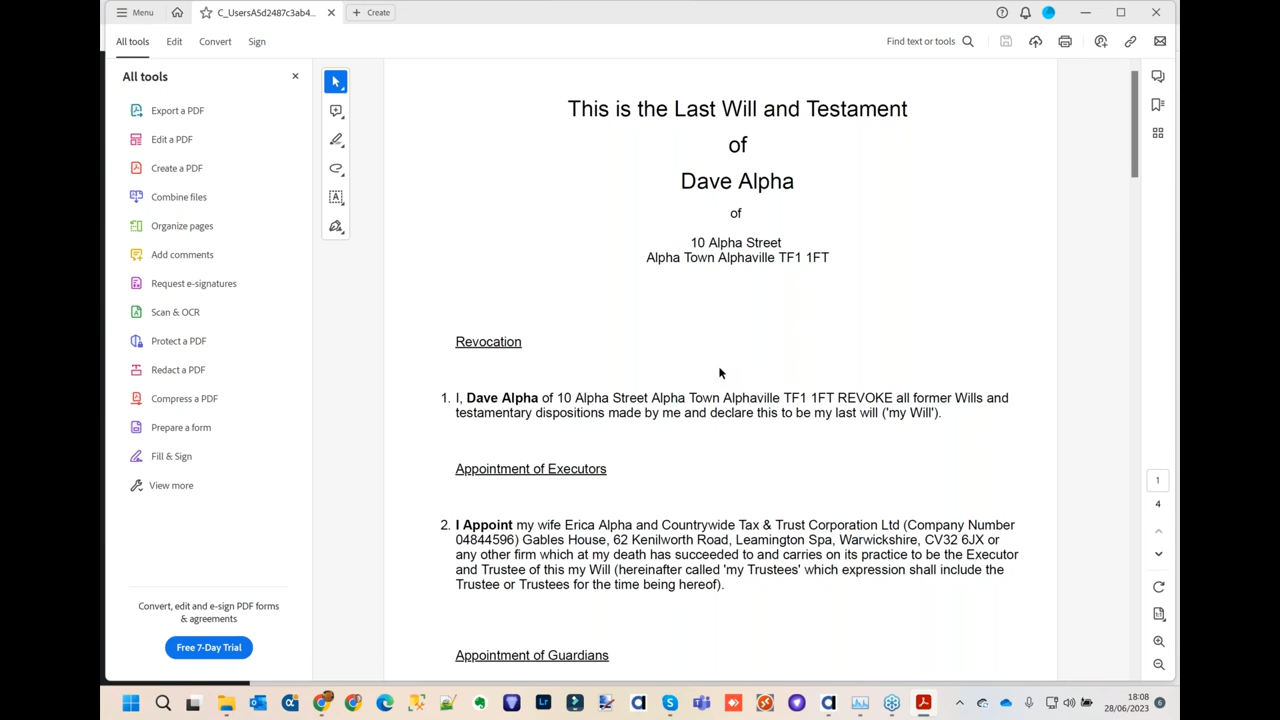 Menu
C_UsersA5d2487c3ab4...
Create
All tools
Edit
Convert
Sign
Find text or tools
All tools
Export a PDF
Edit a PDF
Create a PDF
Combine files
Organize pages
Add comments
Request e-signatures
Scan & OCR
Protect a PDF
Redact a PDF
Compress a PDF
Prepare a form
Fill & Sign
View more
Convert, edit and e-sign PDF forms
& agreements
Free 7-Day Trial
This is the Last Will and Testament
of
Dave Alpha
of
10 Alpha Street
Alpha Town Alphaville TF1 1FT
Revocation
1. I, Dave Alpha of 10 Alpha Street Alpha Town Alphaville TF1 1FT REVOKE all former Wills and
testamentary dispositions made by me and declare this to be my last will ('my Will').
Appointment of Executors
2. I Appoint my wife Erica Alpha and Countrywide Tax & Trust Corporation Ltd (Company Number
04844596) Gables House, 62 Kenilworth Road, Leamington Spa, Warwickshire, CV32 6JX or
any other firm which at my death has succeeded to and carries on its practice to be the Executor
and Trustee of this my Will (hereinafter called 'my Trustees' which expression shall include the
Trustee or Trustees for the time being hereof).
Appointment of Guardians
1
4
18:08
28/06/2023
6